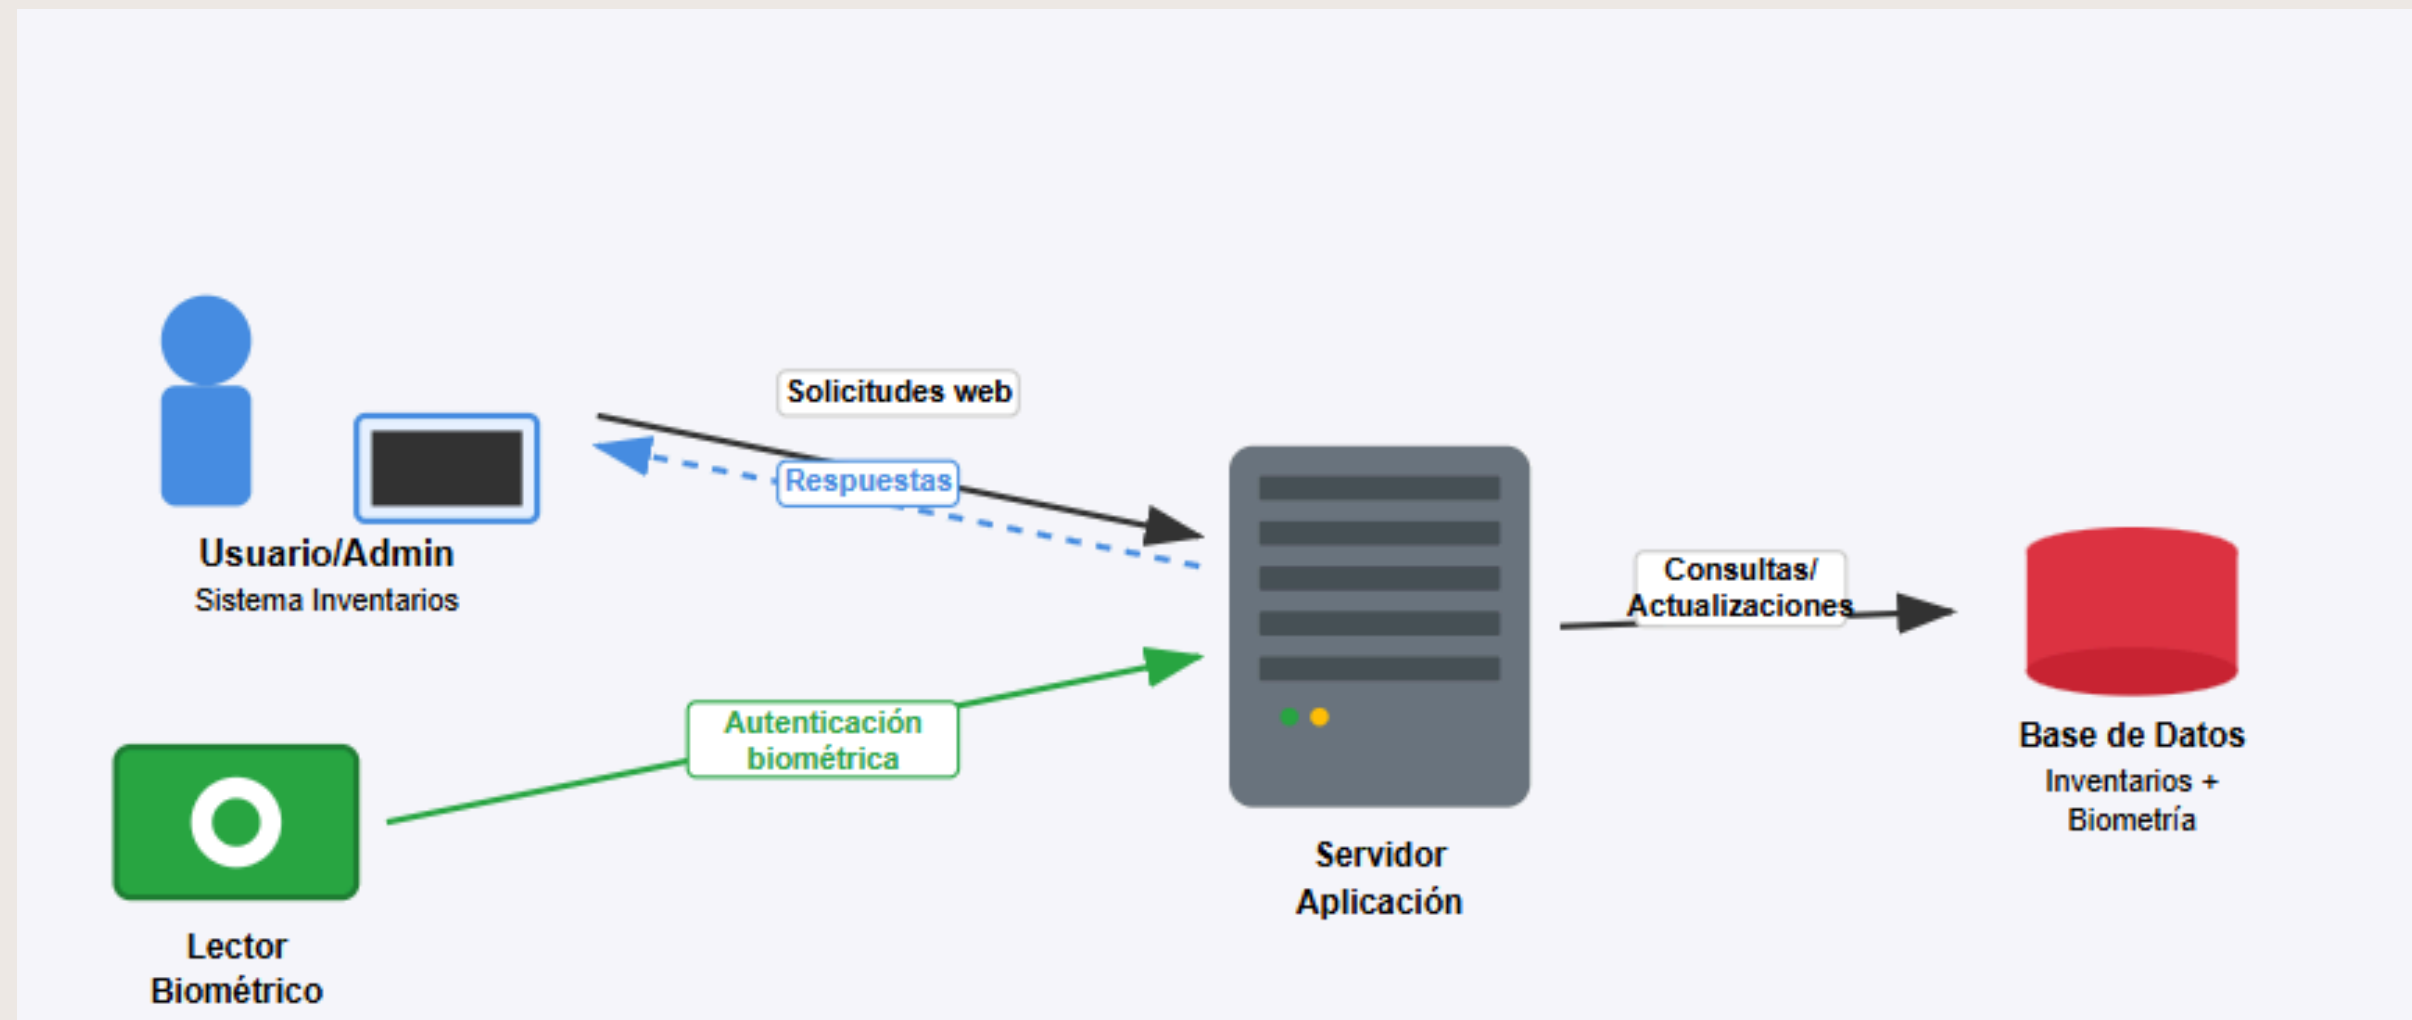 Solicitudes web
Respuestas
Usuario/Admin
Sistema Inventarios
Consultas/
Actualizaciones
Autenticación
biométrica
Base de Datos
Inventarios +
Biometría
Servidor
Aplicación
Lector
Biométrico